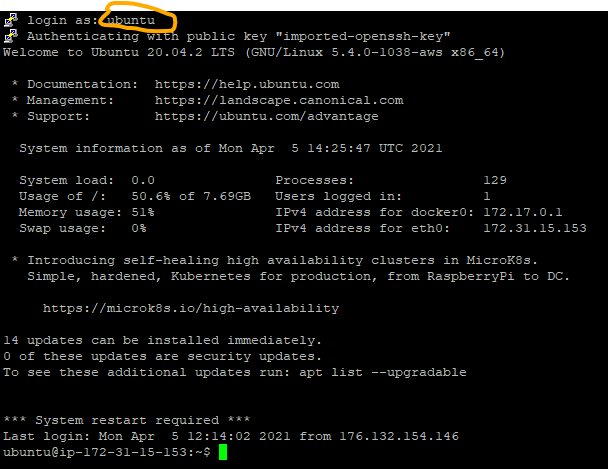 login as: ubuntu
Authenticating with public key "imported-openssh-key"
Welcome to Ubuntu 20.04.2 LTS (GNU/Linux 5.4.0-1038-aws x86_64)
* Documentation:  https://help.ubuntu.com
* Management:     https://landscape.canonical.com
* Support:        https://ubuntu.com/advantage
System information as of Mon Apr  5 14:25:47 UTC 2021
System load:  0.0                Processes:                129
Usage of /:   50.6% of 7.69GB   Users logged in:          1
Memory usage: 51%                IPv4 address for docker0: 172.17.0.1
Swap usage:   0%                 IPv4 address for eth0:    172.31.15.153
* Introducing self-healing high availability clusters in MicroK8s.
Simple, hardened, Kubernetes for production, from RaspberryPi to DC.
https://microk8s.io/high-availability
14 updates can be installed immediately.
0 of these updates are security updates.
To see these additional updates run: apt list --upgradable
*** System restart required ***
Last login: Mon Apr  5 12:14:02 2021 from 176.132.154.146
ubuntu@ip-172-31-15-153:~$